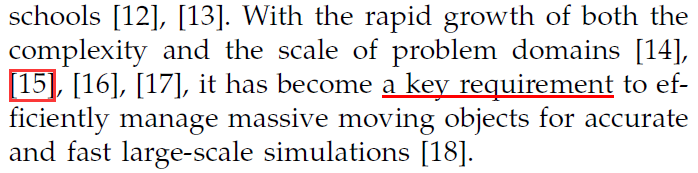 schools [12], [13]. With the rapid growth of both the
complexity and the scale of problem domains [14],
[15], [16], [17], it has become a key requirement to ef-
ficiently manage massive moving objects for accurate
and fast large-scale simulations [18].